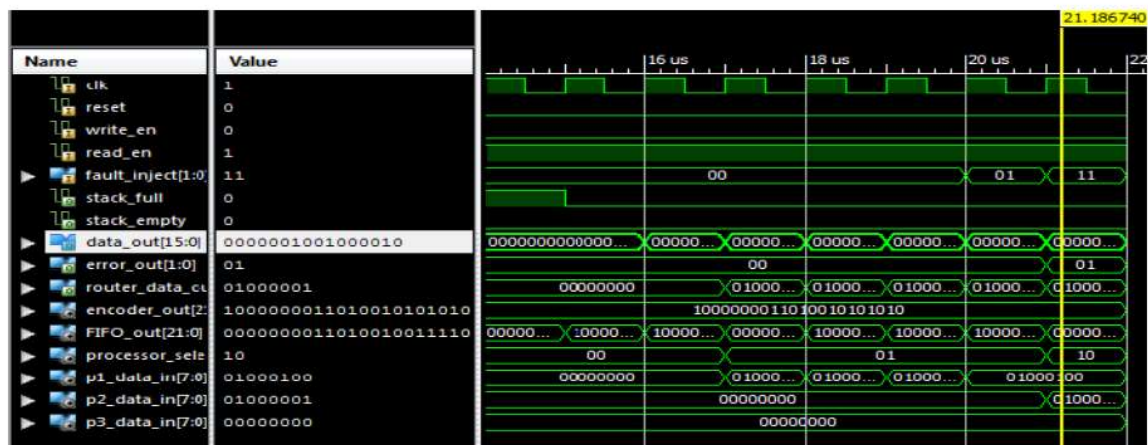 21.186740
Name Value 16 us 18 us 20 us 22
clk 1
reset 0
write_en 0
read_en 1
fault_inject[1:0] 11 00 01 11
stack_full 0
stack_empty 0
data_out[15:0] 0000001001000010 0000000000000... 00000... 00000... 00000... 00000... 00000... 00000...
error_out[1:0] 01 00 01
router_data_cu 01000001 00000000 01000... 01000... 01000... 01000... 01000...
encoder_out[2: 1000000011010010101010 1000000011010010101010
FIFO_out[21:0] 0000000011010010011110 00000... 10000... 10000... 00000... 10000... 10000... 10000... 00000...
processor_sele 10 00 01 10
p1_data_in[7:0] 01000100 00000000 01000... 01000... 01000... 01000100
p2_data_in[7:0] 01000001 00000000 01000...
p3_data_in[7:0] 00000000 00000000